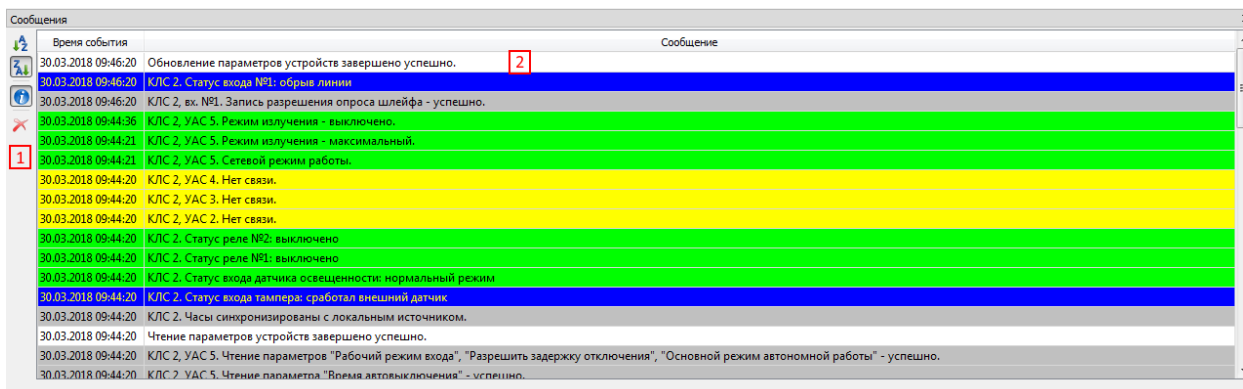 Сообщения
Время события Сообщение
30.03.2018 09:46:20 Обновление параметров устройств завершено успешно. 2
30.03.2018 09:46:20 КЛС 2. Статус входа №1: обрыв линии
30.03.2018 09:46:20 КЛС 2, вх. №1. Запись разрешения опроса шлейфа - успешно.
30.03.2018 09:44:36 КЛС 2, УАС 5. Режим излучения - выключено.
30.03.2018 09:44:21 КЛС 2, УАС 5. Режим излучения - максимальный.
1 30.03.2018 09:44:21 КЛС 2, УАС 5. Сетевой режим работы.
30.03.2018 09:44:20 КЛС 2, УАС 4. Нет связи.
30.03.2018 09:44:20 КЛС 2, УАС 3. Нет связи.
30.03.2018 09:44:20 КЛС 2, УАС 2. Нет связи.
30.03.2018 09:44:20 КЛС 2. Статус реле №2: выключено
30.03.2018 09:44:20 КЛС 2. Статус реле №1: выключено
30.03.2018 09:44:20 КЛС 2. Статус входа датчика освещенности: нормальный режим
30.03.2018 09:44:20 КЛС 2. Статус входа тампера: сработал внешний датчик
30.03.2018 09:44:20 КЛС 2. Часы синхронизированы с локальным источником.
30.03.2018 09:44:20 Чтение параметров устройств завершено успешно.
30.03.2018 09:44:20 КЛС 2, УАС 5. Чтение параметров "Рабочий режим входа", "Разрешить задержку отключения", "Основной режим автономной работы" - успешно.
30.03.2018 09:44:20 КЛС 2, УАС 5. Чтение параметра "Время автовыключения" - успешно.